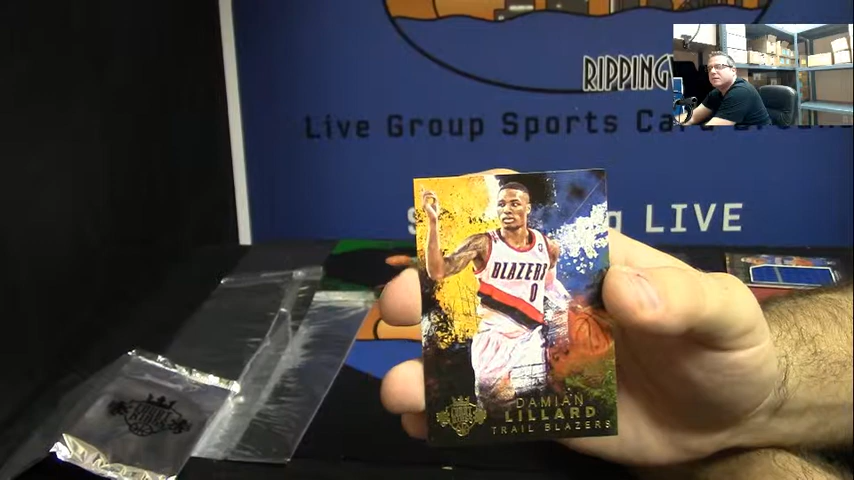 RIPPING
Live Group Sports Ca
LIVE
BLAZERS
0
DAMIAN
LILLARD
TRAIL BLAZERS